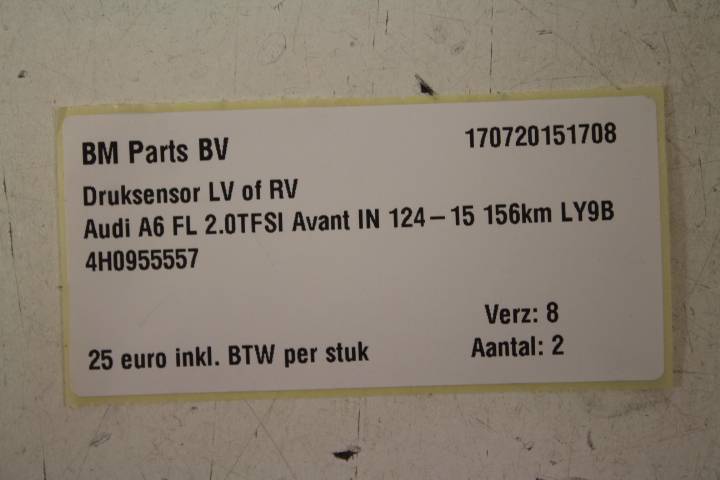 BM Parts BV 170720151708
Druksensor LV of RV
Audi A6 FL 2.0TFSI Avant IN 124-15 156km LY9B
4H0955557
Verz: 8
25 euro inkl. BTW per stuk Aantal: 2